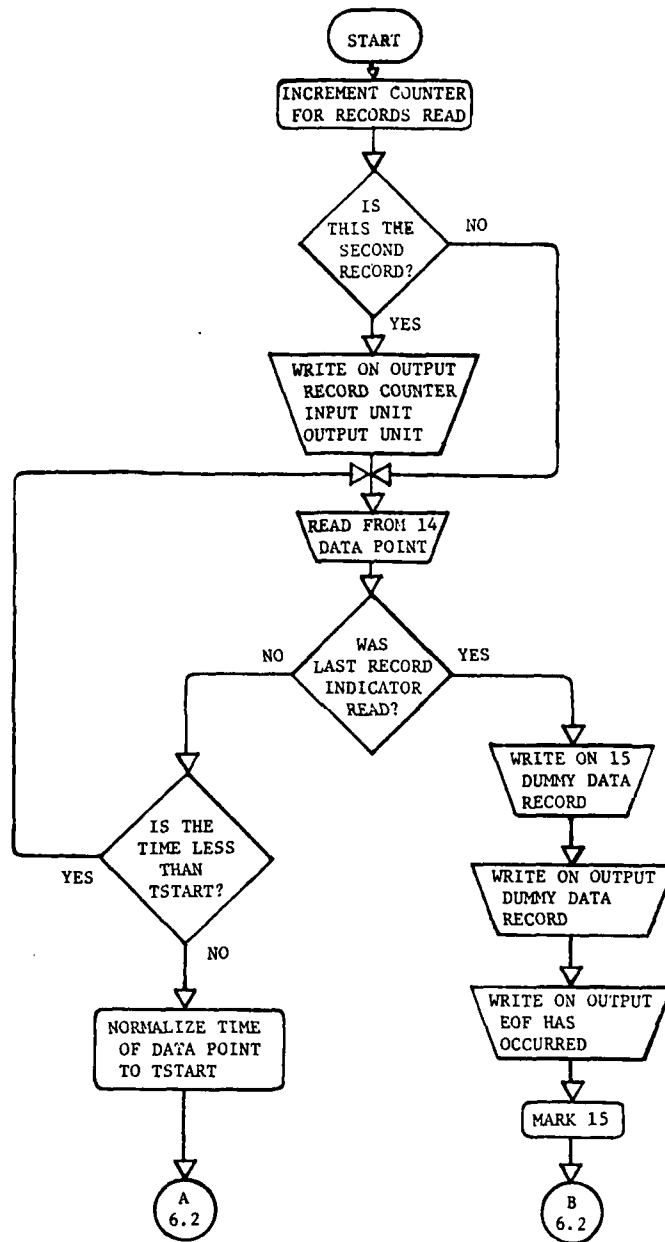 START
INCREMENT COUNTER
FOR RECORDS READ
IS
THIS THE
SECOND
RECORD?
NO
YES
WRITE ON OUTPUT
RECORD COUNTER
INPUT UNIT
OUTPUT UNIT
READ FROM 14
DATA POINT
WAS
LAST RECORD
INDICATOR
READ?
NO
YES
WRITE ON 15
DUMMY DATA
RECORD
IS THE
TIME LESS
THAN
TSTART?
YES
NO
WRITE ON OUTPUT
DUMMY DATA
RECORD
WRITE ON OUTPUT
EOF HAS
OCCURRED
NORMALIZE TIME
OF DATA POINT
TO TSTART
MARK 15
A
6.2
B
6.2